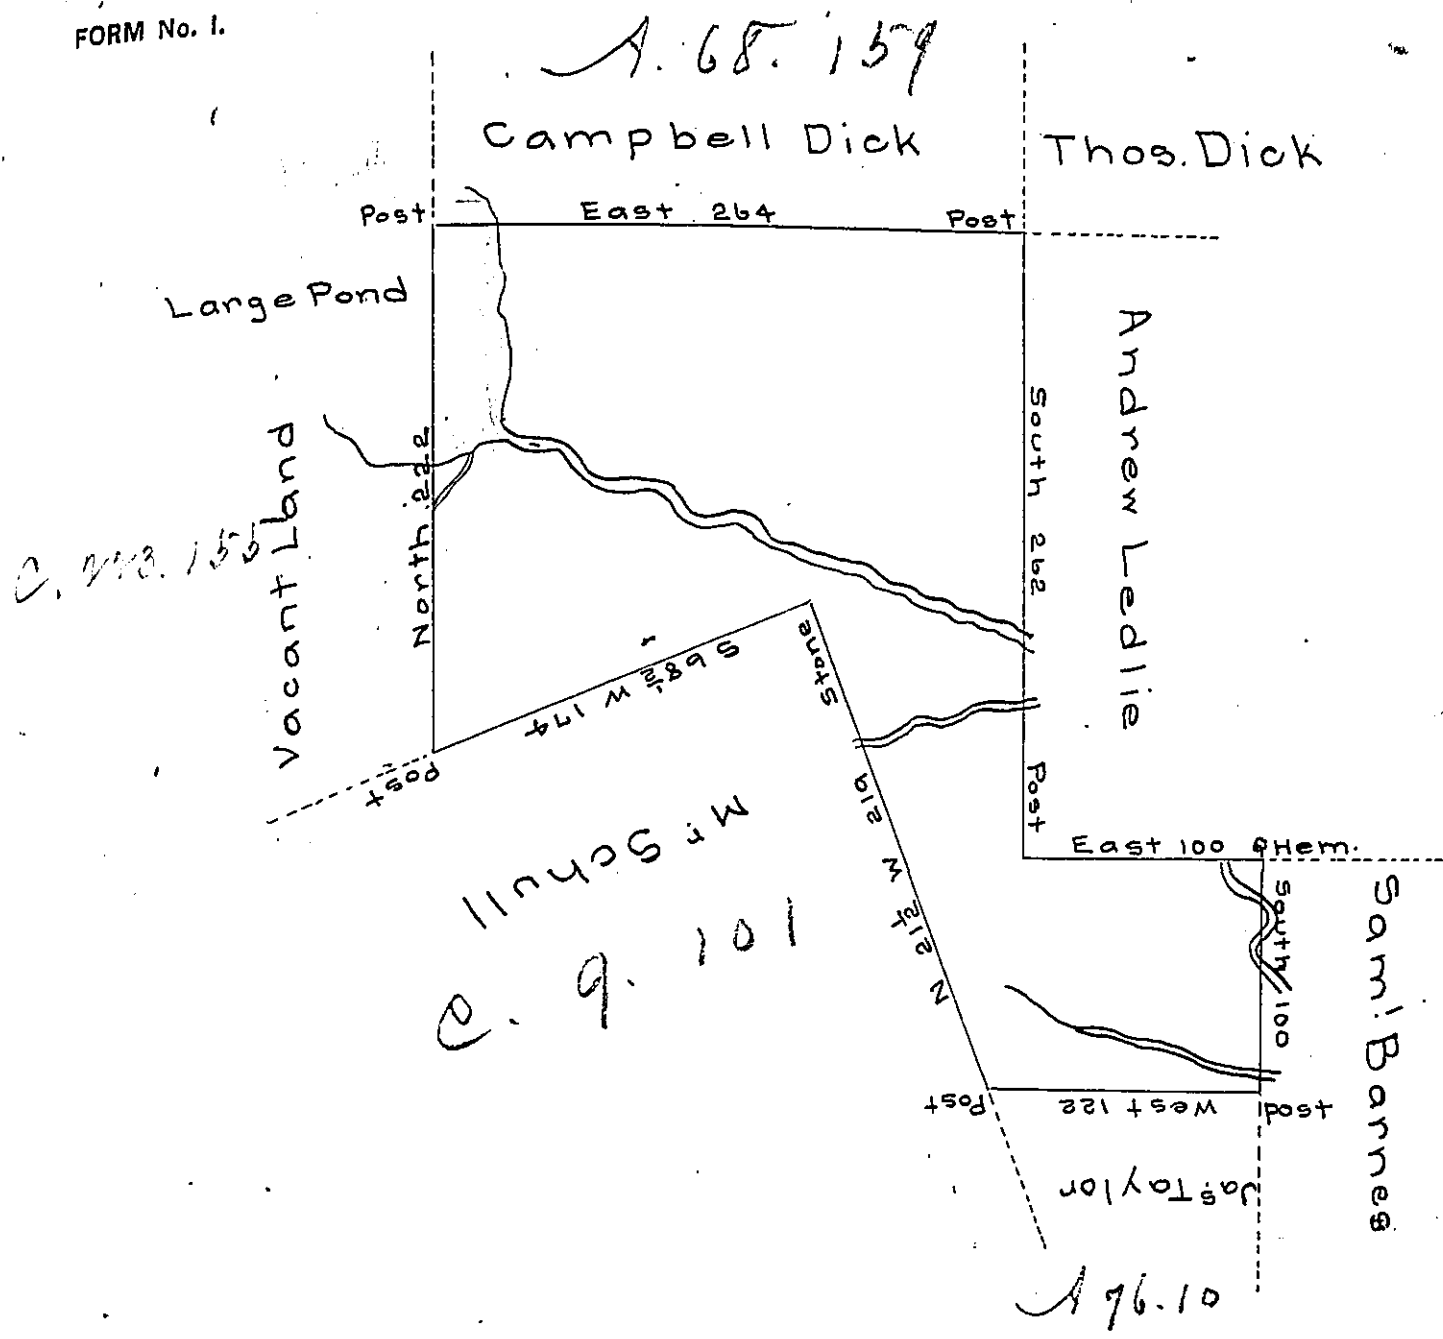 FORM No. 1.
A. 68. 159
Campbell Dick
Thos. Dick
Post
East 264
Post
Large Pond
Andrew Ledlie
South 262
North 222
Vacant Land
Stone
S 68½ W 174
Post
Post
Mr Schull
N 21½ W 219
C. 9. 101
East 100
Hem.
South 100
Saml. Barnes
Post
West 122
post
Jas Taylor
A 76.10